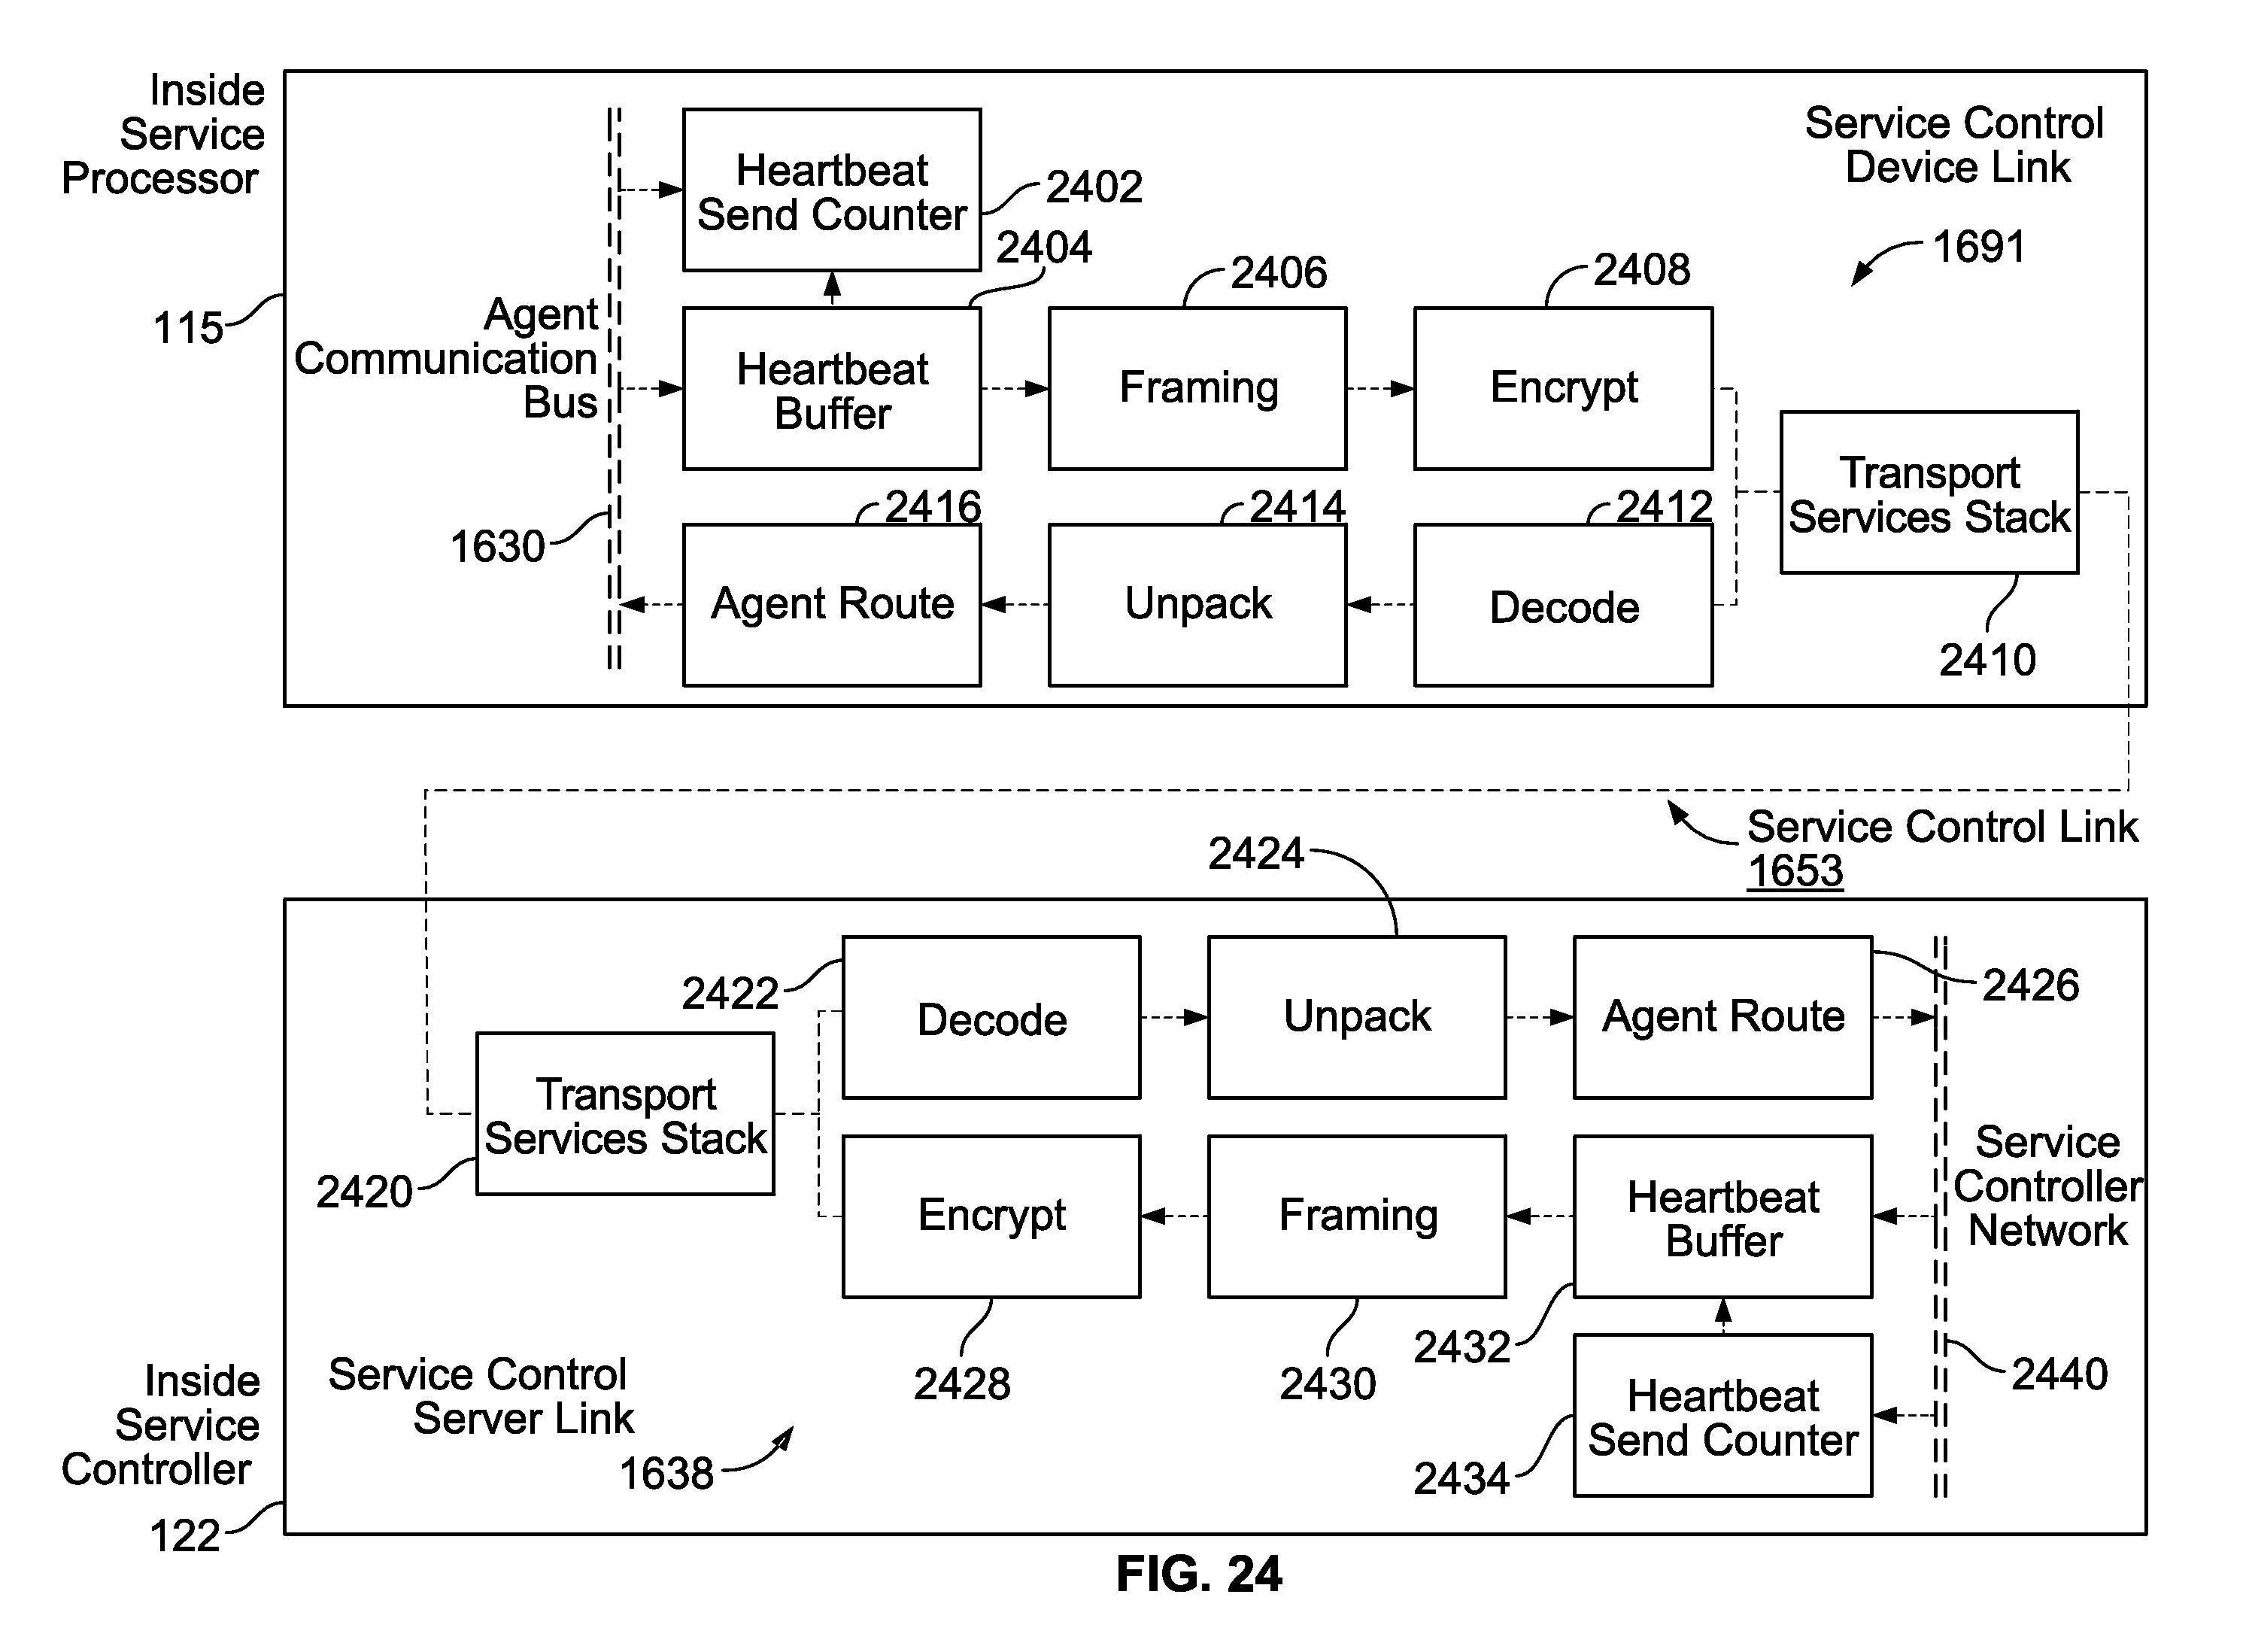 Inside
Service
Processor
115
Agent
Communication
Bus
1630
Heartbeat
Send Counter
2402
2404
Heartbeat
Buffer
2406
Framing
2408
Encrypt
Service Control
Device Link
1691
Transport
Services Stack
2410
2416
Agent Route
2414
Unpack
2412
Decode
Service Control Link
1653
2424
2422
Decode
Unpack
Agent Route
2426
Transport
Services Stack
2420
Encrypt
2428
Framing
2430
Heartbeat
Buffer
2432
Service
Controller
Network
2440
Heartbeat
Send Counter
2434
Service Control
Server Link
1638
Inside
Service
Controller
122
FIG. 24